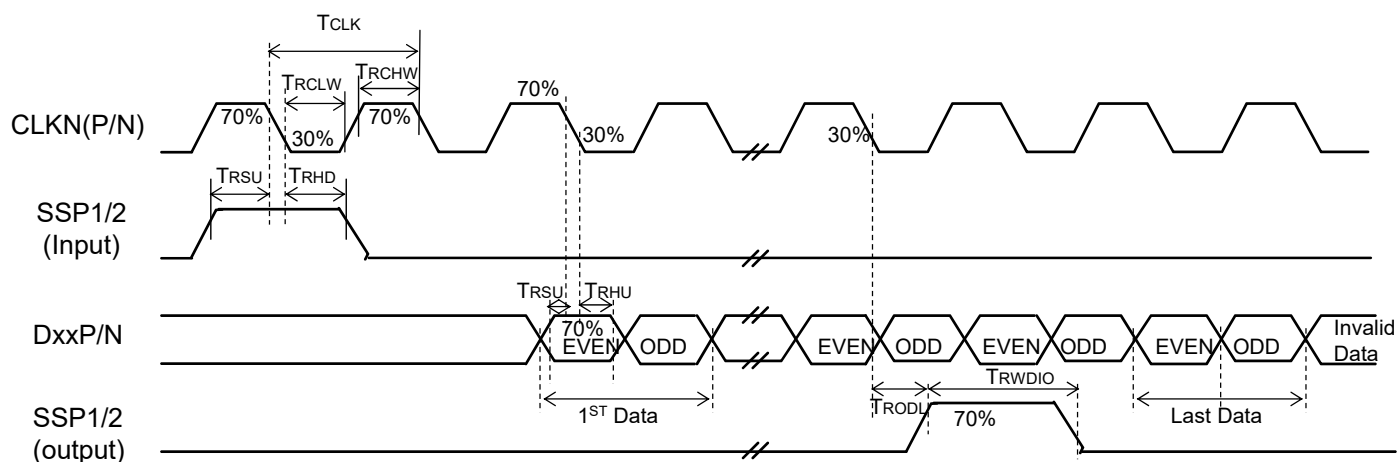 TCLK
TRCLW
TRCHW
CLKN(P/N)
70%
30%
70%
70%
30%
30%
TRSU
TRHD
SSP1/2
(Input)
TRSU
TRHU
DxxP/N
70%
EVEN
ODD
EVEN
ODD
EVEN
ODD
EVEN
ODD
Invalid
Data
1ST Data
TRODL
TRWDIO
Last Data
SSP1/2
(output)
70%